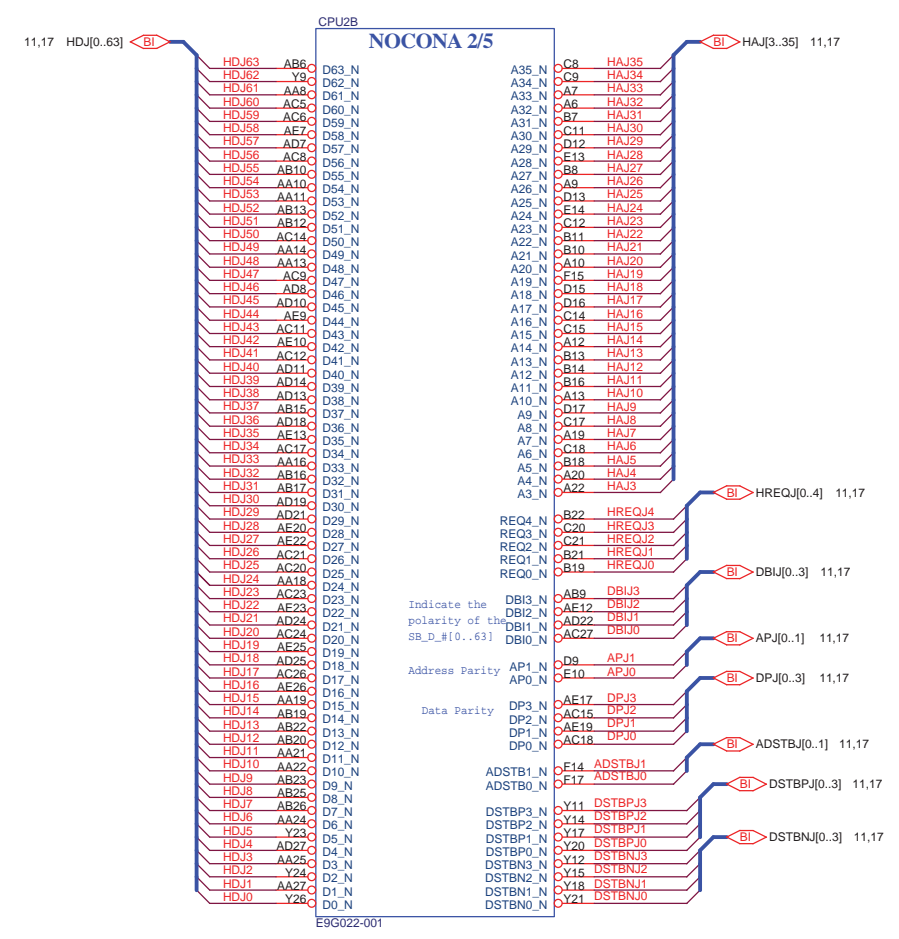 CPU2B
NOCONA 2/5
11,17 HDJ[0..63] BI
HDJ63 AB6 D63_N
HDJ62 Y9 D62_N
HDJ61 AA8 D61_N
HDJ60 AC5 D60_N
HDJ59 AC6 D59_N
HDJ58 AE7 D58_N
HDJ57 AD7 D57_N
HDJ56 AC8 D56_N
HDJ55 AB10 D55_N
HDJ54 AA10 D54_N
HDJ53 AA11 D53_N
HDJ52 AB13 D52_N
HDJ51 AB12 D51_N
HDJ50 AC14 D50_N
HDJ49 AA14 D49_N
HDJ48 AA13 D48_N
HDJ47 AC9 D47_N
HDJ46 AD8 D46_N
HDJ45 AD10 D45_N
HDJ44 AE9 D44_N
HDJ43 AC11 D43_N
HDJ42 AE10 D42_N
HDJ41 AC12 D41_N
HDJ40 AD11 D40_N
HDJ39 AD14 D39_N
HDJ38 AD13 D38_N
HDJ37 AB15 D37_N
HDJ36 AD18 D36_N
HDJ35 AE13 D35_N
HDJ34 AC17 D34_N
HDJ33 AA16 D33_N
HDJ32 AB16 D32_N
HDJ31 AB17 D31_N
HDJ30 AD19 D30_N
HDJ29 AD21 D29_N
HDJ28 AE20 D28_N
HDJ27 AE22 D27_N
HDJ26 AC21 D26_N
HDJ25 AC20 D25_N
HDJ24 AA18 D24_N
HDJ23 AC23 D23_N
HDJ22 AE23 D22_N
HDJ21 AD24 D21_N
HDJ20 AC24 D20_N
HDJ19 AE25 D19_N
HDJ18 AD25 D18_N
HDJ17 AC26 D17_N
HDJ16 AE26 D16_N
HDJ15 AA19 D15_N
HDJ14 AB19 D14_N
HDJ13 AB22 D13_N
HDJ12 AB20 D12_N
HDJ11 AA21 D11_N
HDJ10 AA22 D10_N
HDJ9 AB23 D9_N
HDJ8 AB25 D8_N
HDJ7 AB26 D7_N
HDJ6 AA24 D6_N
HDJ5 Y23 D5_N
HDJ4 AD27 D4_N
HDJ3 AA25 D3_N
HDJ2 Y24 D2_N
HDJ1 AA27 D1_N
HDJ0 Y26 D0_N
BI HAJ[3..35] 11,17
A35_N C8 HAJ35
A34_N C9 HAJ34
A33_N A7 HAJ33
A32_N A6 HAJ32
A31_N B7 HAJ31
A30_N C11 HAJ30
A29_N D12 HAJ29
A28_N E13 HAJ28
A27_N B8 HAJ27
A26_N A9 HAJ26
A25_N D13 HAJ25
A24_N E14 HAJ24
A23_N C12 HAJ23
A22_N B11 HAJ22
A21_N B10 HAJ21
A20_N A10 HAJ20
A19_N F15 HAJ19
A18_N D15 HAJ18
A17_N D16 HAJ17
A16_N C14 HAJ16
A15_N C15 HAJ15
A14_N A12 HAJ14
A13_N B13 HAJ13
A12_N B14 HAJ12
A11_N B16 HAJ11
A10_N A13 HAJ10
A9_N D17 HAJ9
A8_N C17 HAJ8
A7_N A19 HAJ7
A6_N C18 HAJ6
A5_N B18 HAJ5
A4_N A20 HAJ4
A3_N A22 HAJ3
BI HREQJ[0..4] 11,17
REQ4_N B22 HREQJ4
REQ3_N C20 HREQJ3
REQ2_N C21 HREQJ2
REQ1_N B21 HREQJ1
REQ0_N B19 HREQJ0
BI DBIJ[0..3] 11,17
Indicate the
polarity of the
SB_D_#[0..63]
DBI3_N AB9 DBIJ3
DBI2_N AE12 DBIJ2
DBI1_N AD22 DBIJ1
DBI0_N AC27 DBIJ0
BI APJ[0..1] 11,17
Address Parity
AP1_N D9 APJ1
AP0_N E10 APJ0
BI DPJ[0..3] 11,17
Data Parity
DP3_N AE17 DPJ3
DP2_N AC15 DPJ2
DP1_N AE19 DPJ1
DP0_N AC18 DPJ0
BI ADSTBJ[0..1] 11,17
ADSTB1_N F14 ADSTBJ1
ADSTB0_N F17 ADSTBJ0
BI DSTBPJ[0..3] 11,17
DSTBP3_N Y11 DSTBPJ3
DSTBP2_N Y14 DSTBPJ2
DSTBP1_N Y17 DSTBPJ1
DSTBP0_N Y20 DSTBPJ0
BI DSTBNJ[0..3] 11,17
DSTBN3_N Y12 DSTBNJ3
DSTBN2_N Y15 DSTBNJ2
DSTBN1_N Y18 DSTBNJ1
DSTBN0_N Y21 DSTBNJ0
E9G022-001